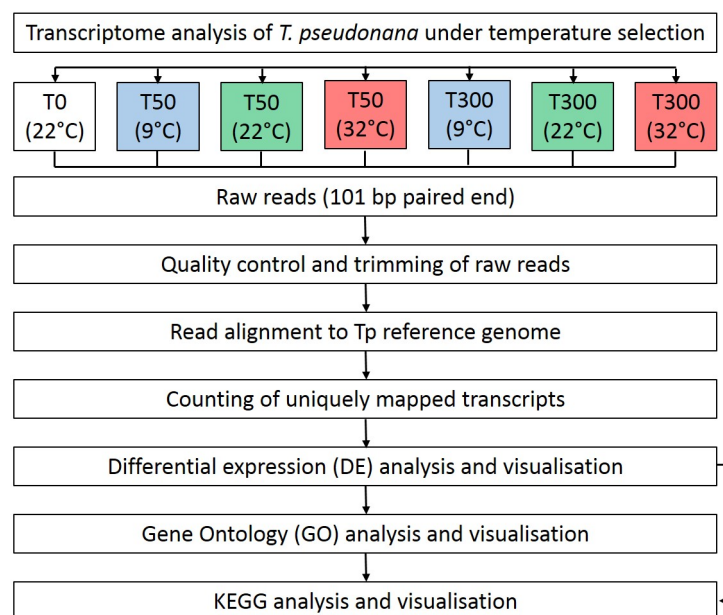 Transcriptome analysis of T. pseudonana under temperature selection
T0 T50 T50 T50 T300 T300 T300
(22°C) (9°C) (22°C) (32°C) (9°C) (22°C) (32°C)
Raw reads (101 bp paired end)
Quality control and trimming of raw reads
Read alignment to Tp reference genome
Counting of uniquely mapped transcripts
Differential expression (DE) analysis and visualisation
Gene Ontology (GO) analysis and visualisation
KEGG analysis and visualisation